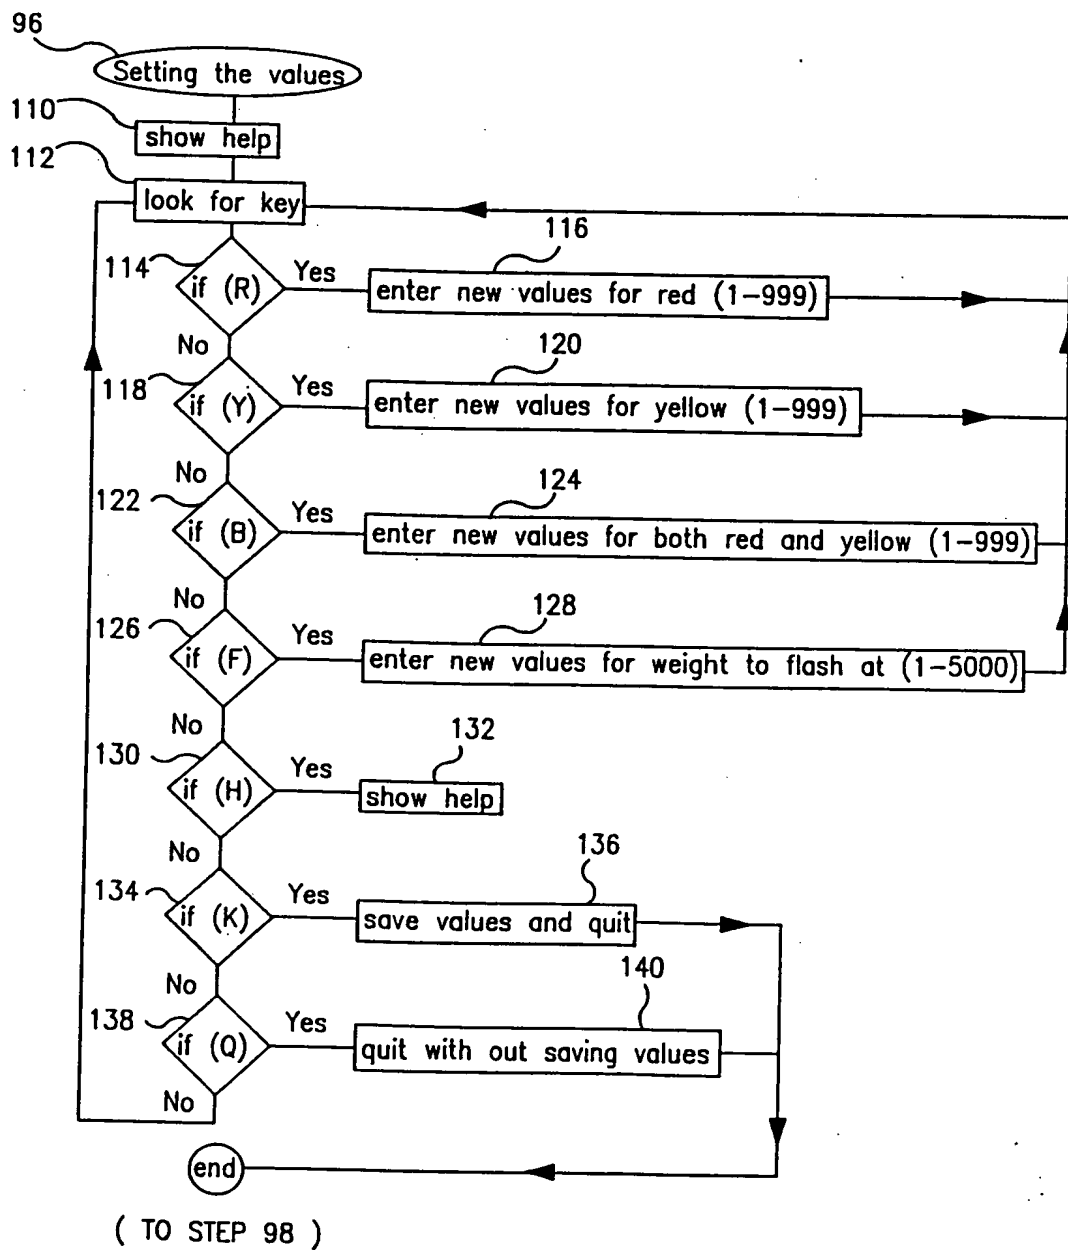 96
Setting the values
110
show help
112
look for key
114
if (R)
Yes
116
enter new values for red (1-999)
No
118
if (Y)
Yes
120
enter new values for yellow (1-999)
No
122
if (B)
Yes
124
enter new values for both red and yellow (1-999)
No
126
if (F)
Yes
128
enter new values for weight to flash at (1-5000)
No
130
if (H)
Yes
132
show help
No
134
if (K)
Yes
136
save values and quit
No
138
if (Q)
Yes
140
quit with out saving values
No
end
( TO STEP 98 )